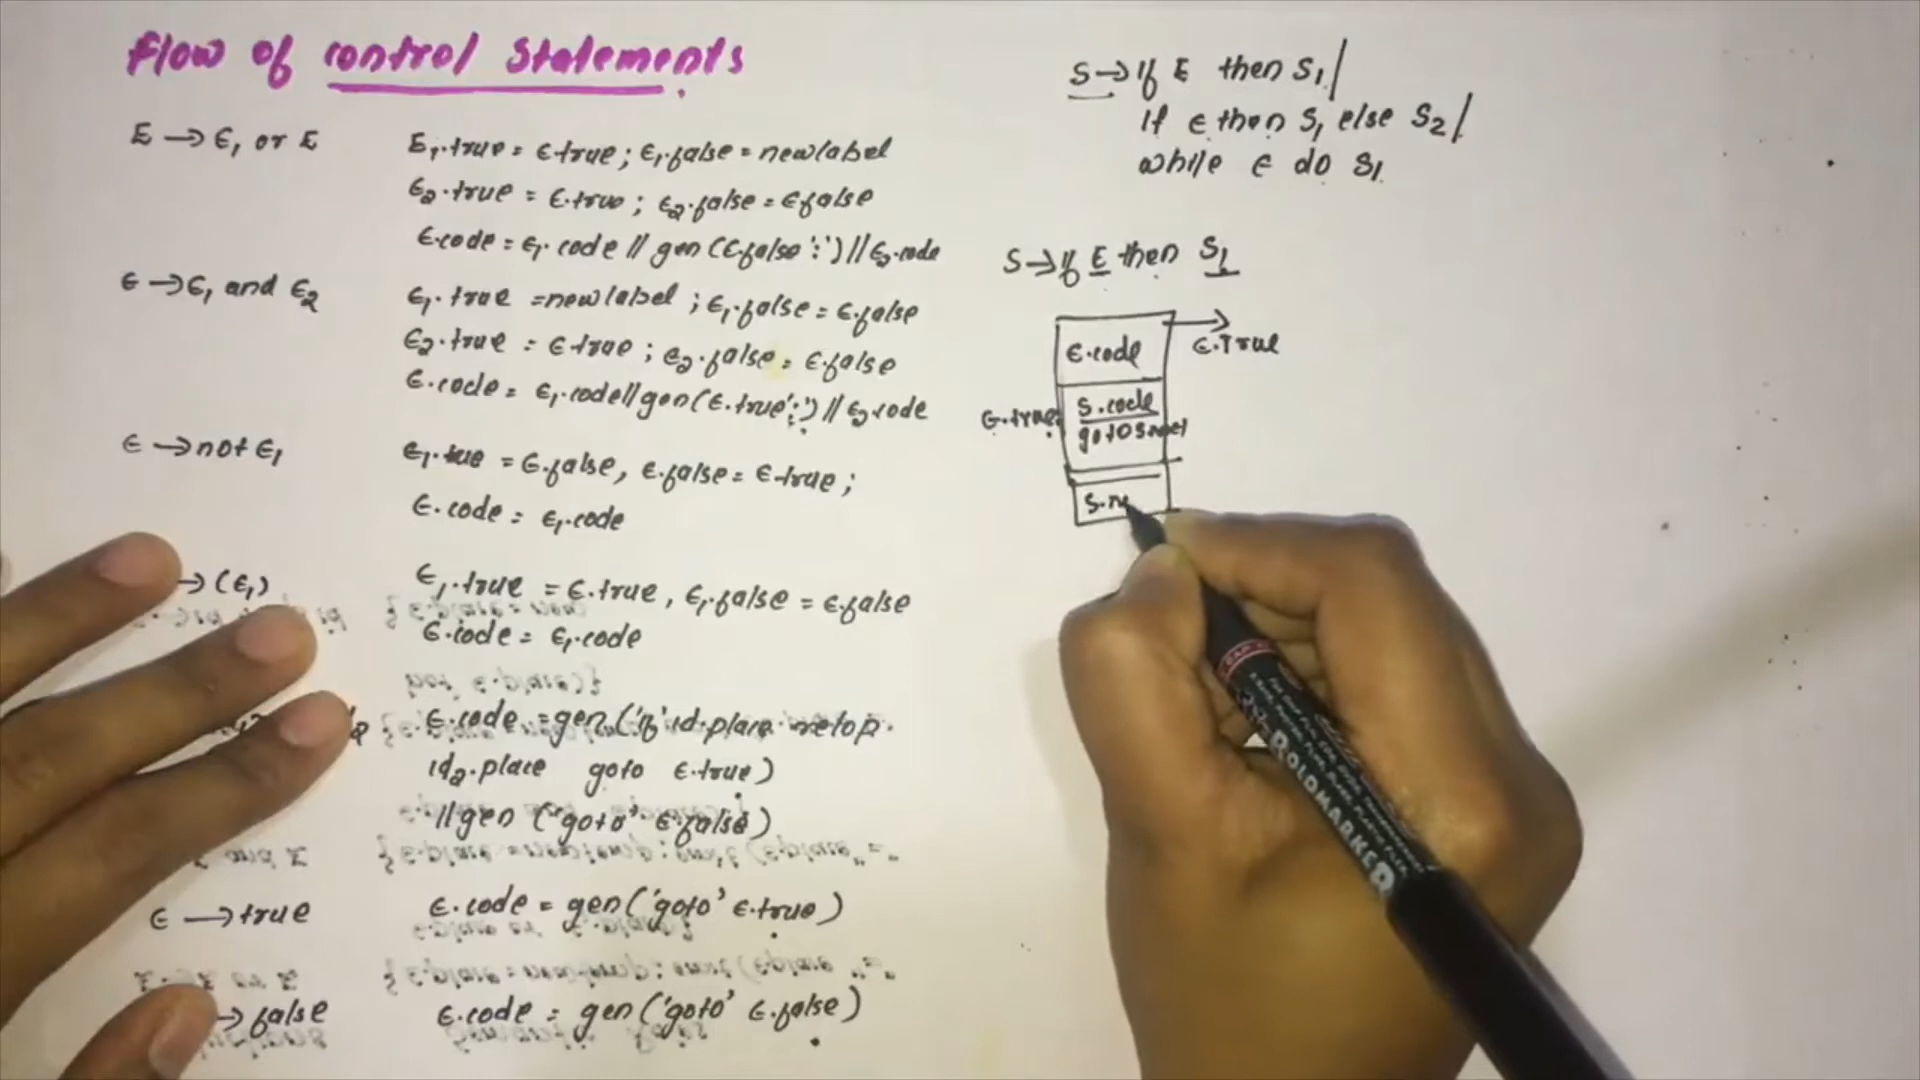 Flow of control Statements
E → E1 or E
E1.true = E.true; E1.false = newlabel
E2.true = E.true; E2.false = E.false
E.code = E1.code // gen (E.false ':') // E2.code
E → E1 and E2
E1.true = newlabel; E1.false = E.false
E2.true = E.true; E2.false = E.false
E.code = E1.code // gen (E.true ':') // E2.code
E → not E1
E1.true = E.false, E.false = E.true;
E.code = E1.code
→ (E1)
E1.true = E.true, E1.false = E.false
E.code = E1.code
E.code = gen ('if' id.place relop.
id2.place goto E.true)
// gen ('goto' E.false)
E → true
E.code = gen ('goto' E.true)
→ false
E.code = gen ('goto' E.false)
S → If E then S1 /
If E then S1 else S2 /
while E do S1
S → If E then S1
E.code
E.True
E.true:
S.code
goto S.next
S.ne
ROLDMARKER